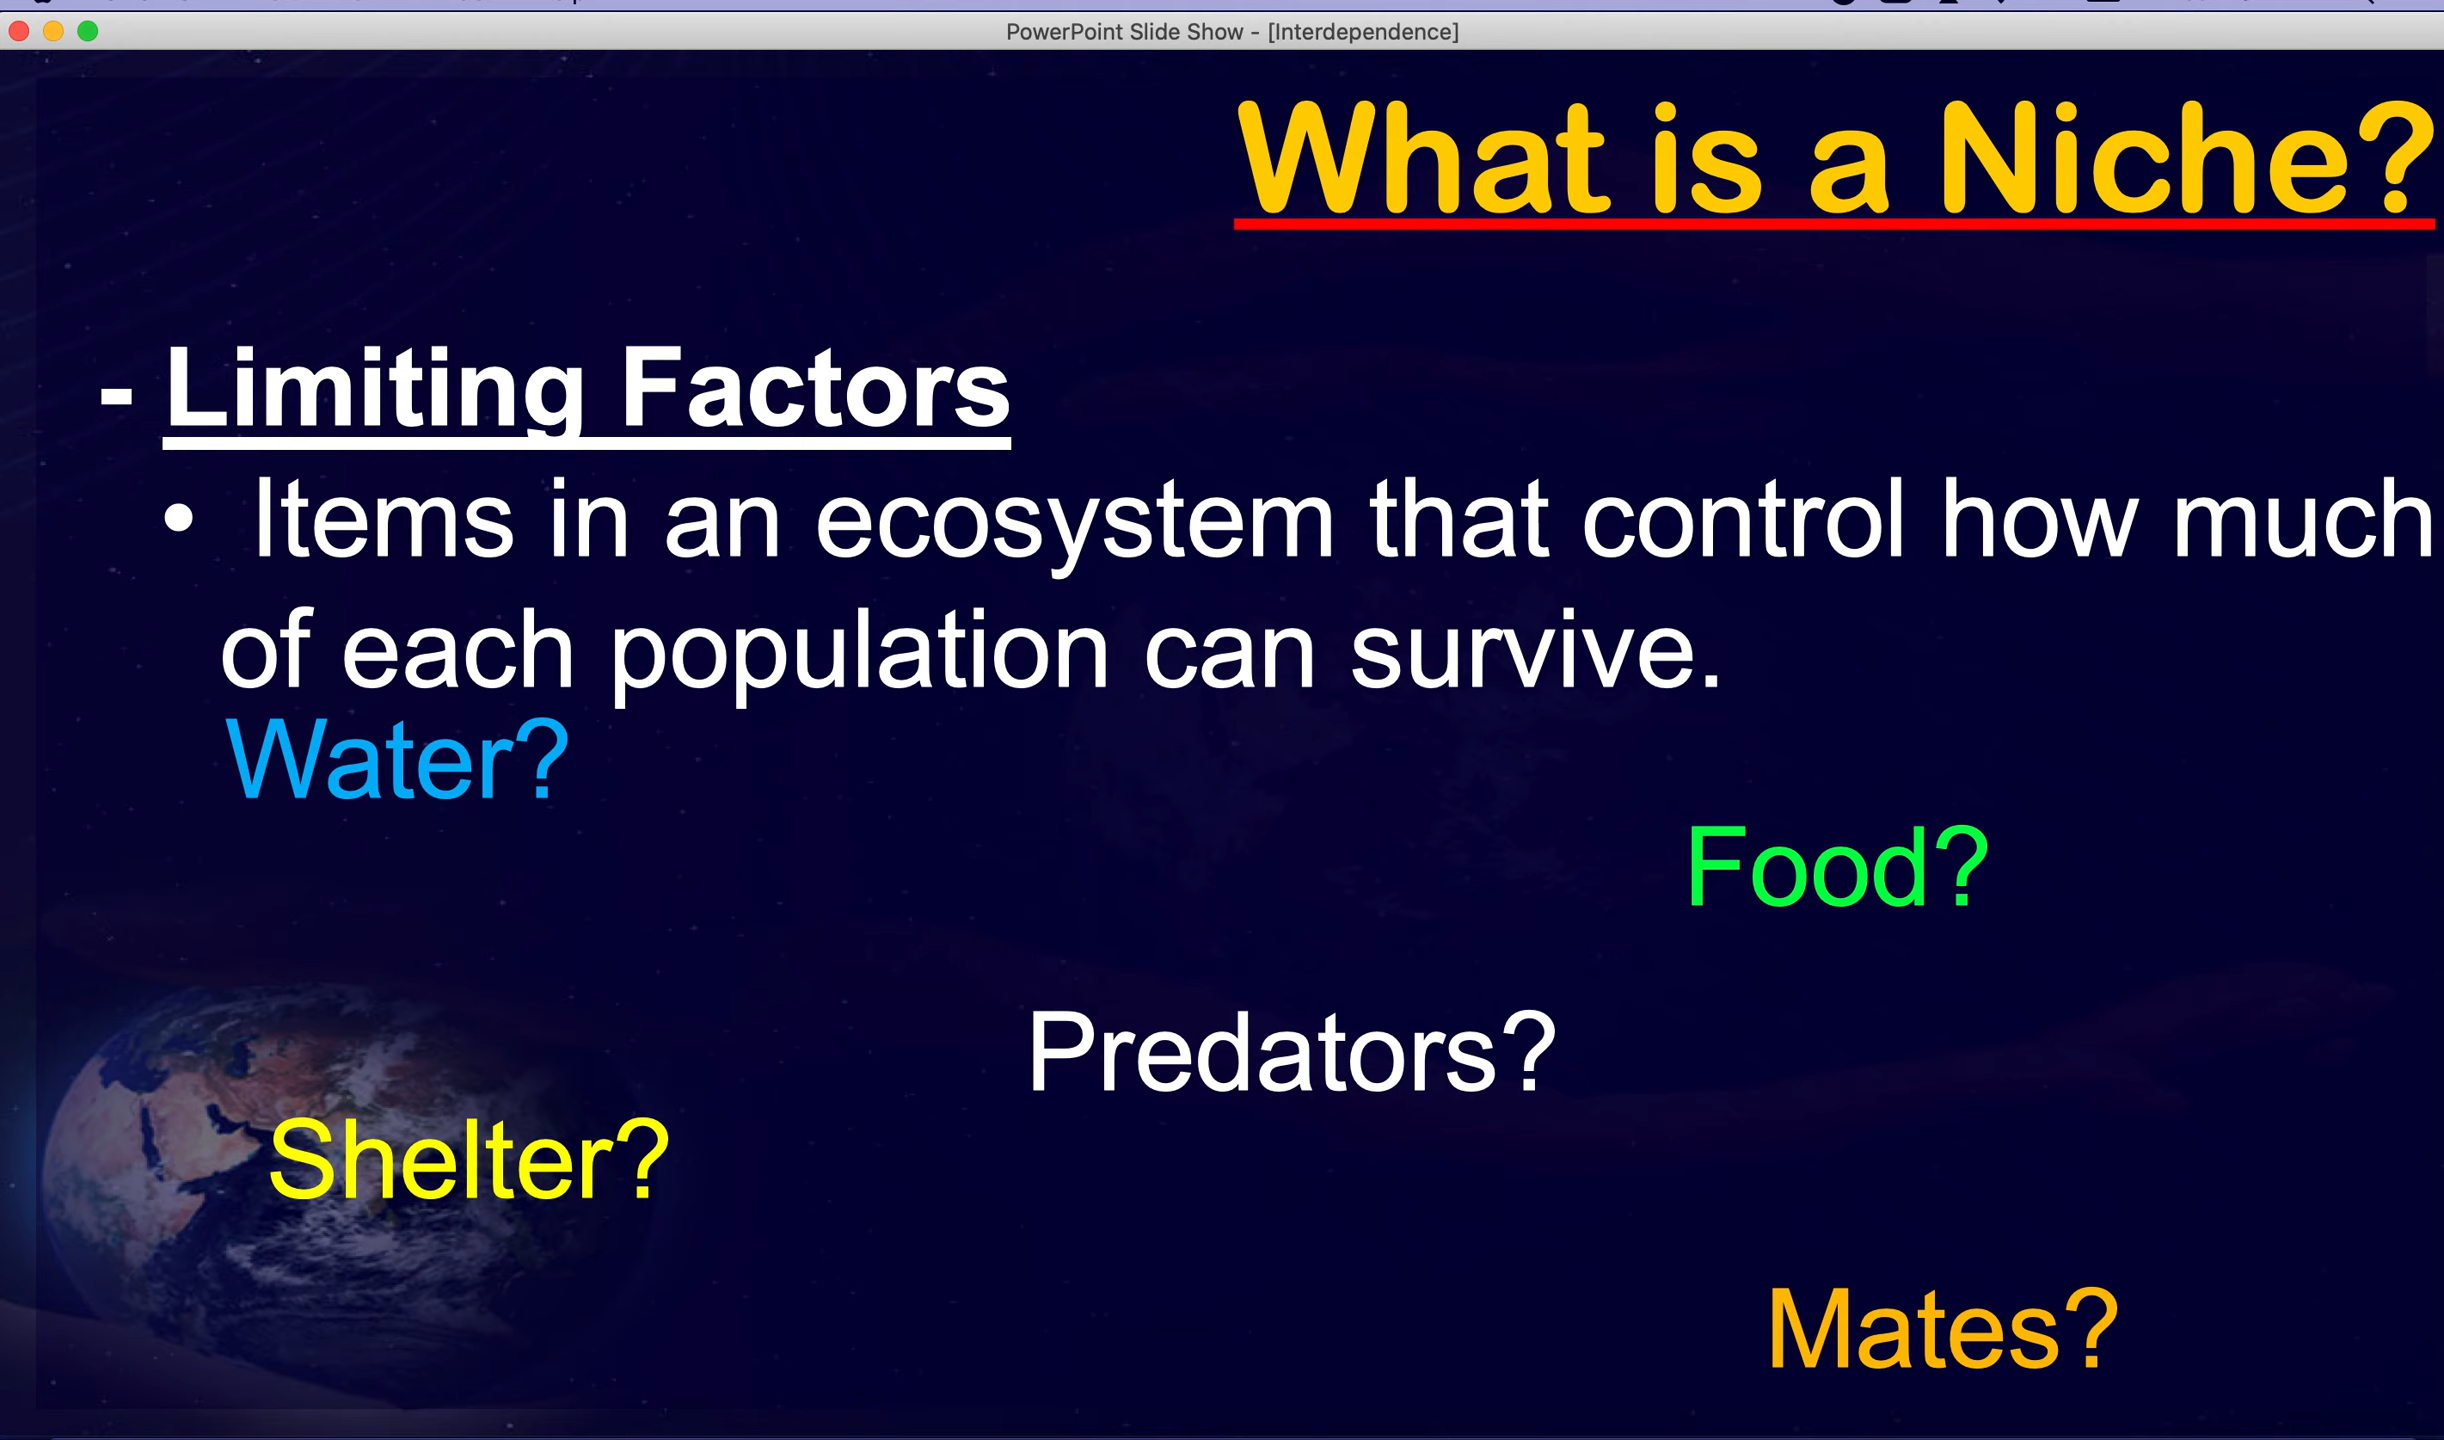 PowerPoint Slide Show - [Interdependence]
What is a Niche?
- Limiting Factors
• Items in an ecosystem that control how much
of each population can survive.
Water?
Food?
Predators?
Shelter?
Mates?